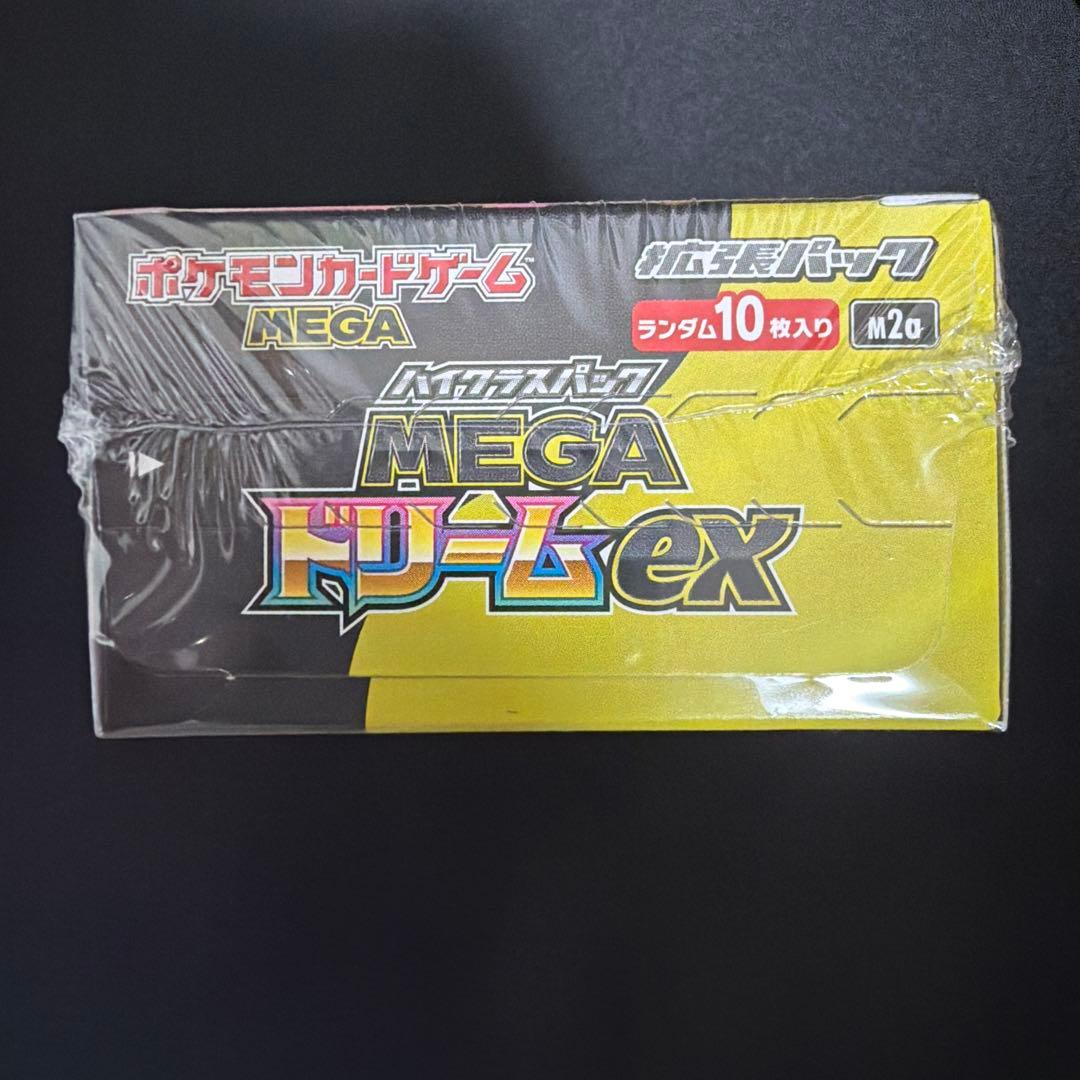 ポケモンカードゲーム™
MEGA
拡張パック
ランダム10枚入り
M2a
ハイクラスパック
MEGA
ドリームex